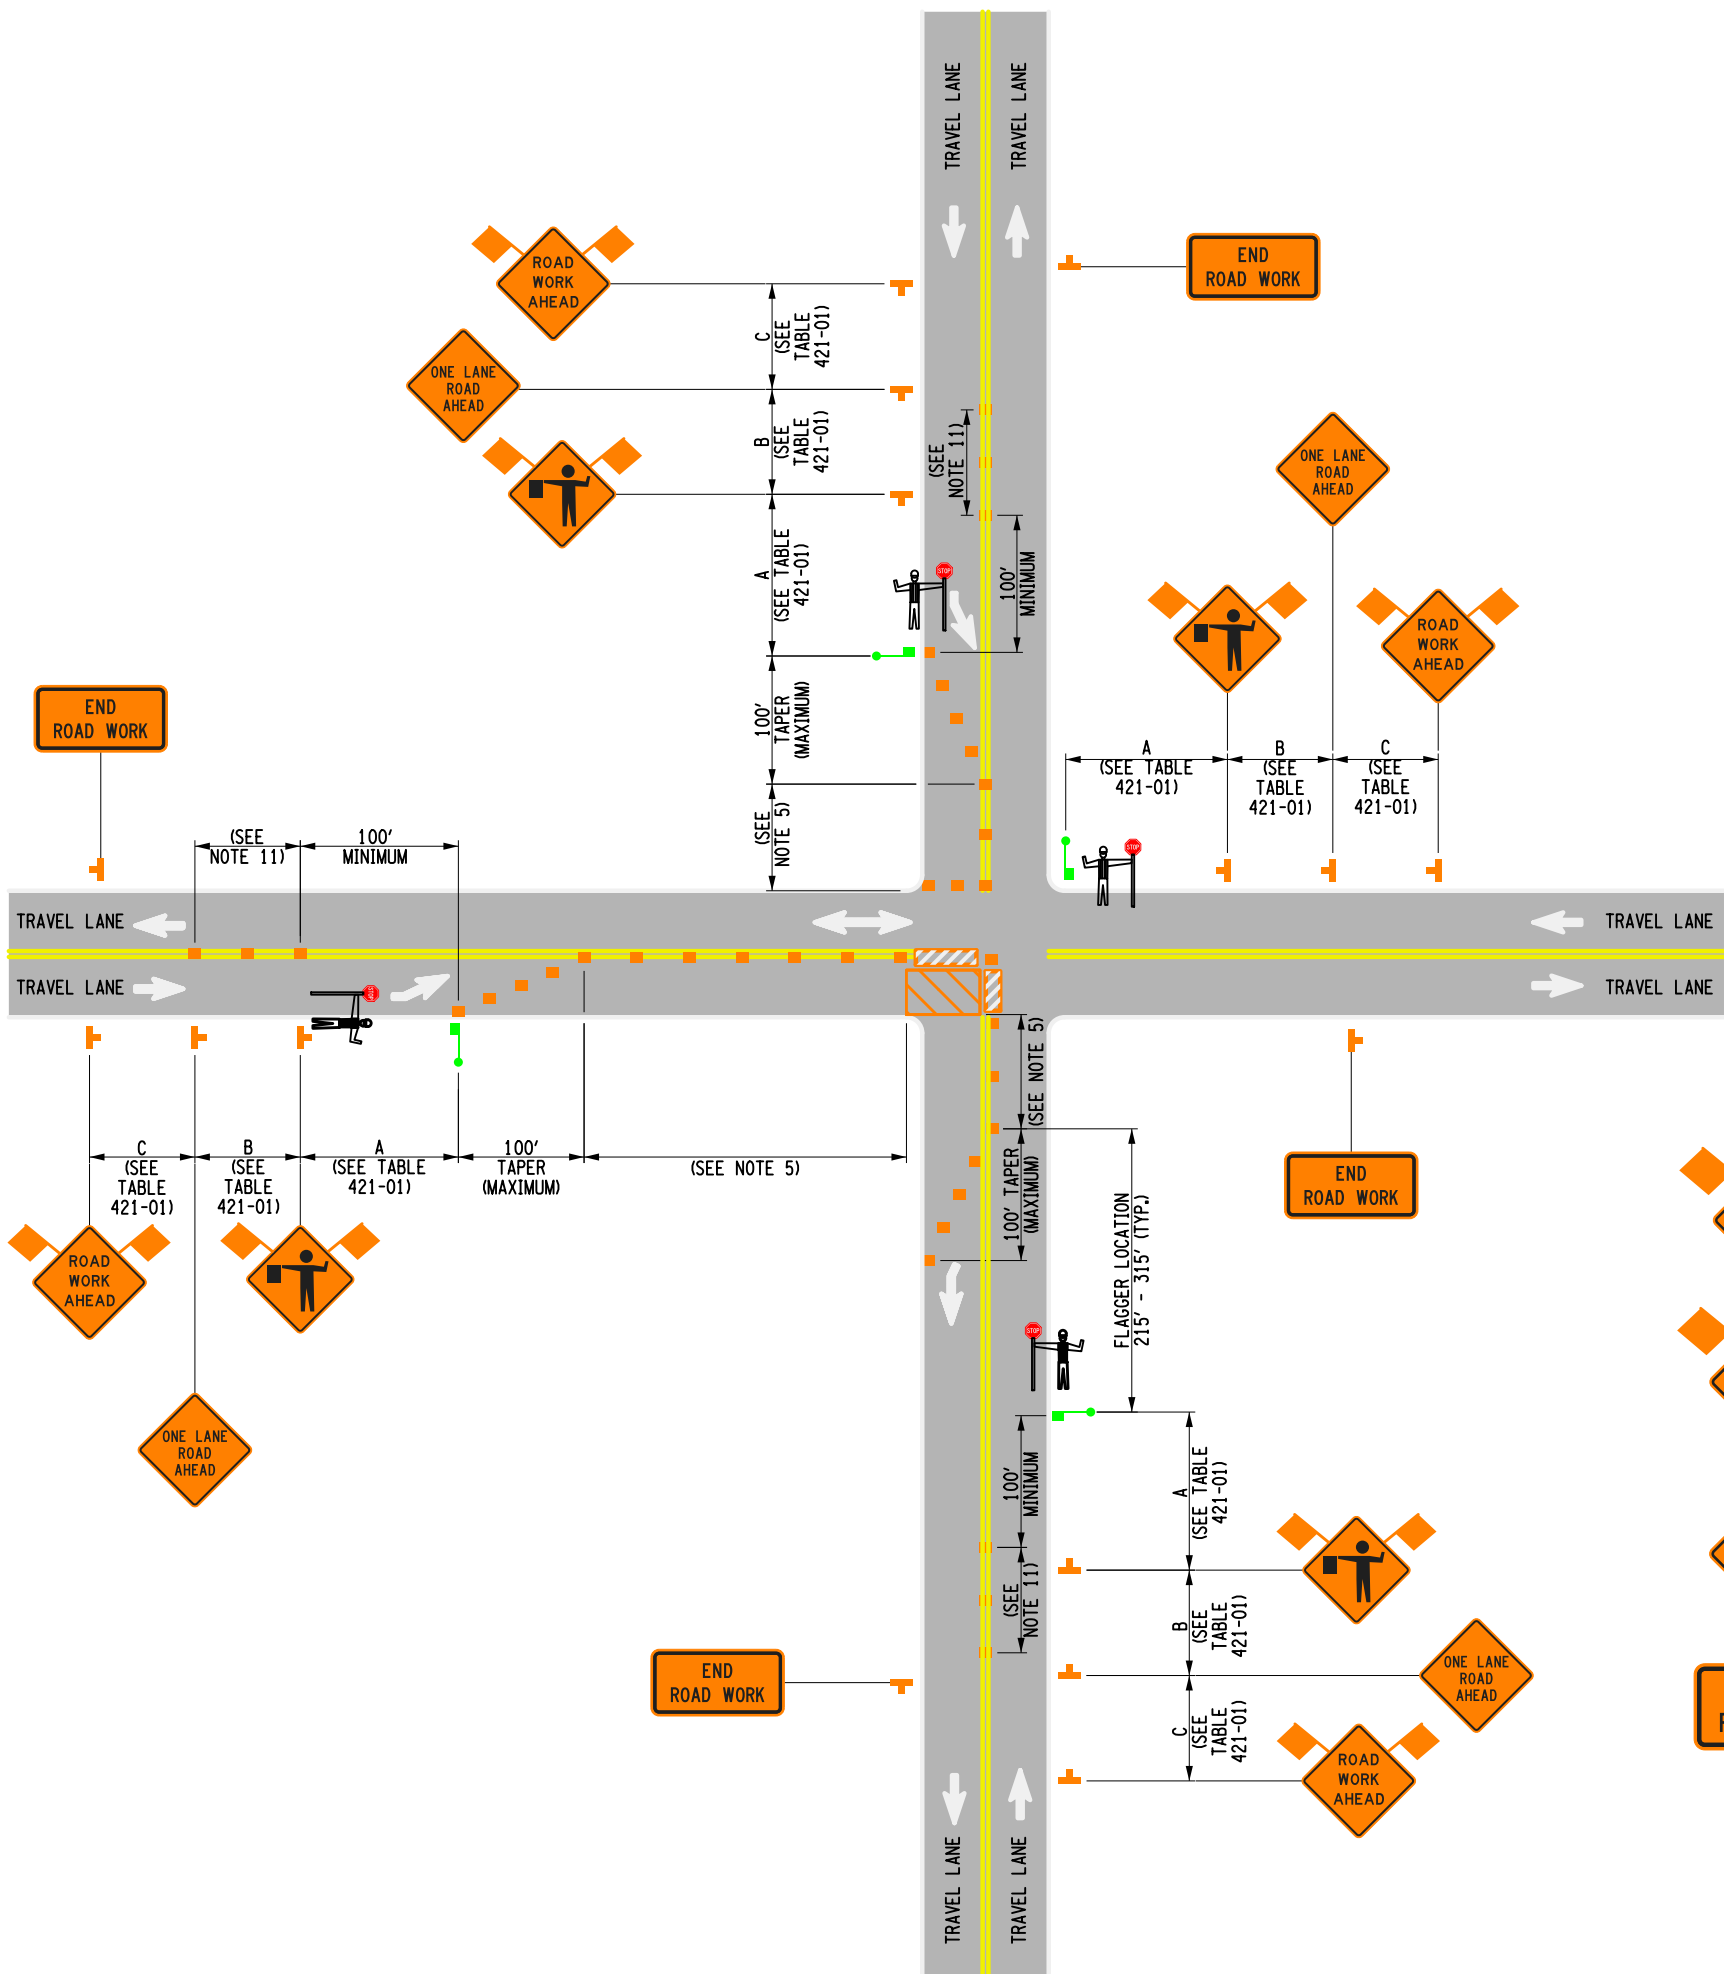 TRAVEL LANE
TRAVEL LANE
ROAD
WORK
AHEAD
END
ROAD WORK
C
(SEE
TABLE
421-01)
ONE LANE
ROAD
AHEAD
B
(SEE
TABLE
421-01)
(SEE
NOTE 11)
ONE LANE
ROAD
AHEAD
A
(SEE TABLE
421-01)
STOP
100'
MINIMUM
ROAD
WORK
AHEAD
END
ROAD WORK
100'
TAPER
(MAXIMUM)
A
(SEE TABLE
421-01)
B
(SEE
TABLE
421-01)
C
(SEE
TABLE
421-01)
(SEE
NOTE 5)
(SEE
NOTE 11)
100'
MINIMUM
STOP
TRAVEL LANE
TRAVEL LANE
TRAVEL LANE
STOP
TRAVEL LANE
(SEE NOTE 5)
C
(SEE
TABLE
421-01)
B
(SEE
TABLE
421-01)
A
(SEE TABLE
421-01)
100'
TAPER
(MAXIMUM)
(SEE NOTE 5)
100' TAPER
(MAXIMUM)
FLAGGER LOCATION
215' - 315' (TYP.)
END
ROAD WORK
ROAD
WORK
AHEAD
STOP
ONE LANE
ROAD
AHEAD
100'
MINIMUM
A
(SEE TABLE
421-01)
(SEE
NOTE 11)
B
(SEE
TABLE
421-01)
END
ROAD WORK
ONE LANE
ROAD
AHEAD
C
(SEE
TABLE
421-01)
ROAD
WORK
AHEAD
TRAVEL LANE
TRAVEL LANE